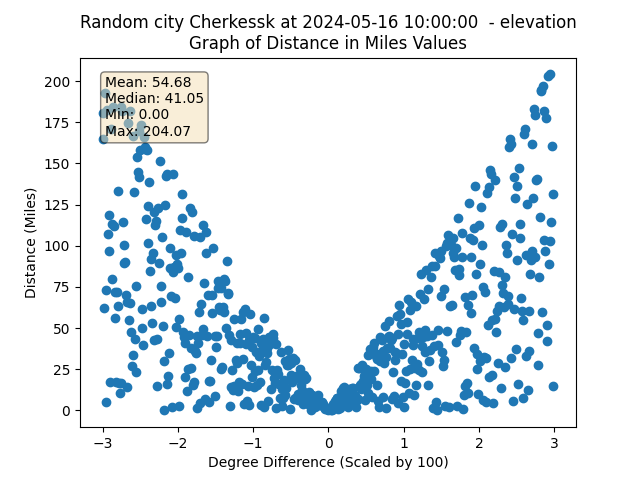 Random city Cherkessk at 2024-05-16 10:00:00  - elevation
Graph of Distance in Miles Values
Mean: 54.68
Median: 41.05
Min: 0.00
Max: 204.07
200
175
150
125
100
75
50
25
0
Distance (Miles)
−3 −2 −1 0 1 2 3
Degree Difference (Scaled by 100)